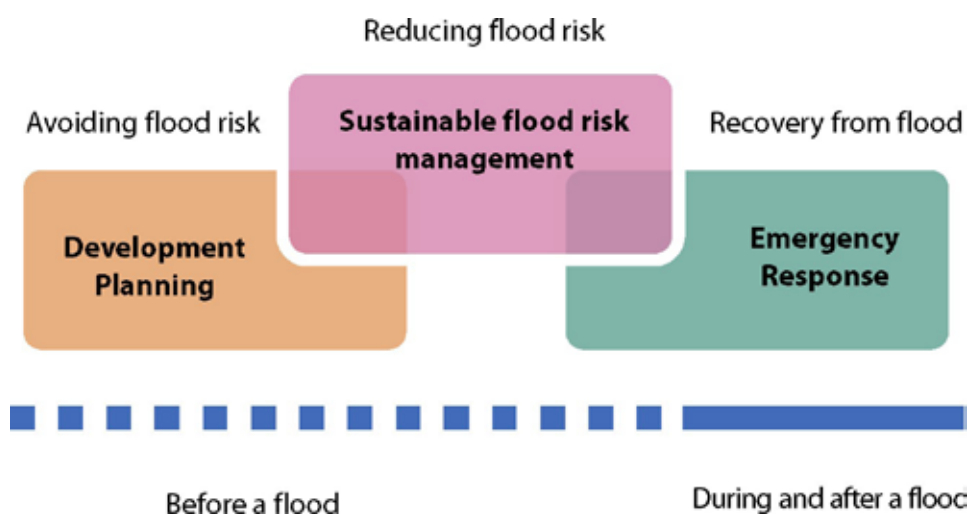 Reducing flood risk
Avoiding flood risk
Sustainable flood risk
management
Recovery from flood
Development
Planning
Emergency
Response
Before a flood
During and after a flood